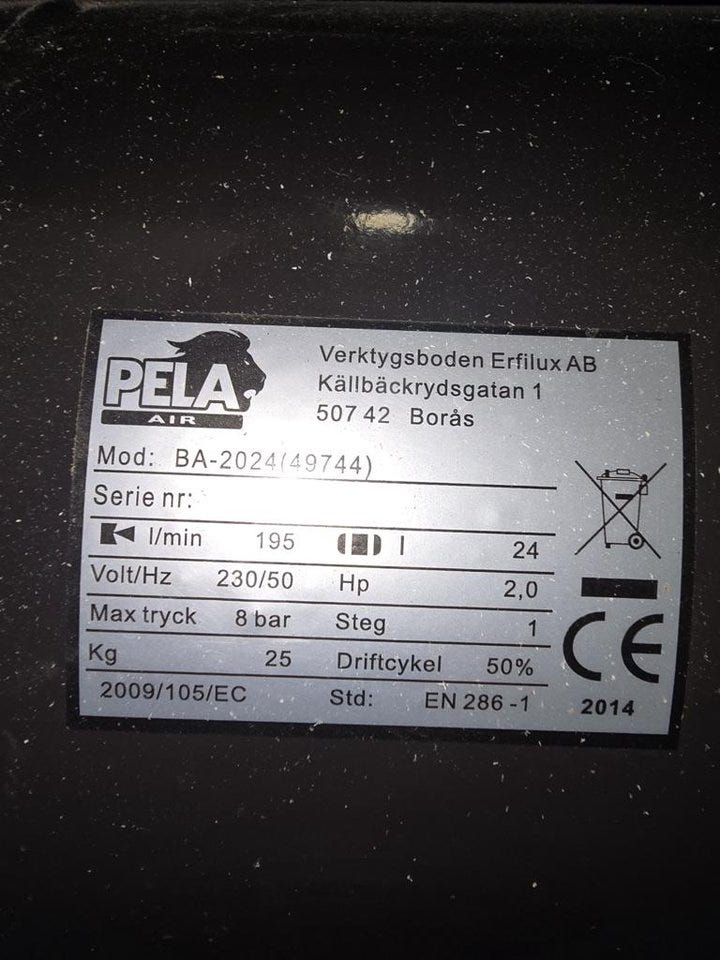 PELA
AIR
Verktygsboden Erfilux AB
Källbäckrydsgatan 1
507 42 Borås
Mod: BA-2024(49744)
Serie nr:
l/min 195 l 24
Volt/Hz 230/50 Hp 2,0
Max tryck 8 bar Steg 1
Kg 25 Driftcykel 50%
2009/105/EC Std: EN 286-1
CE
2014